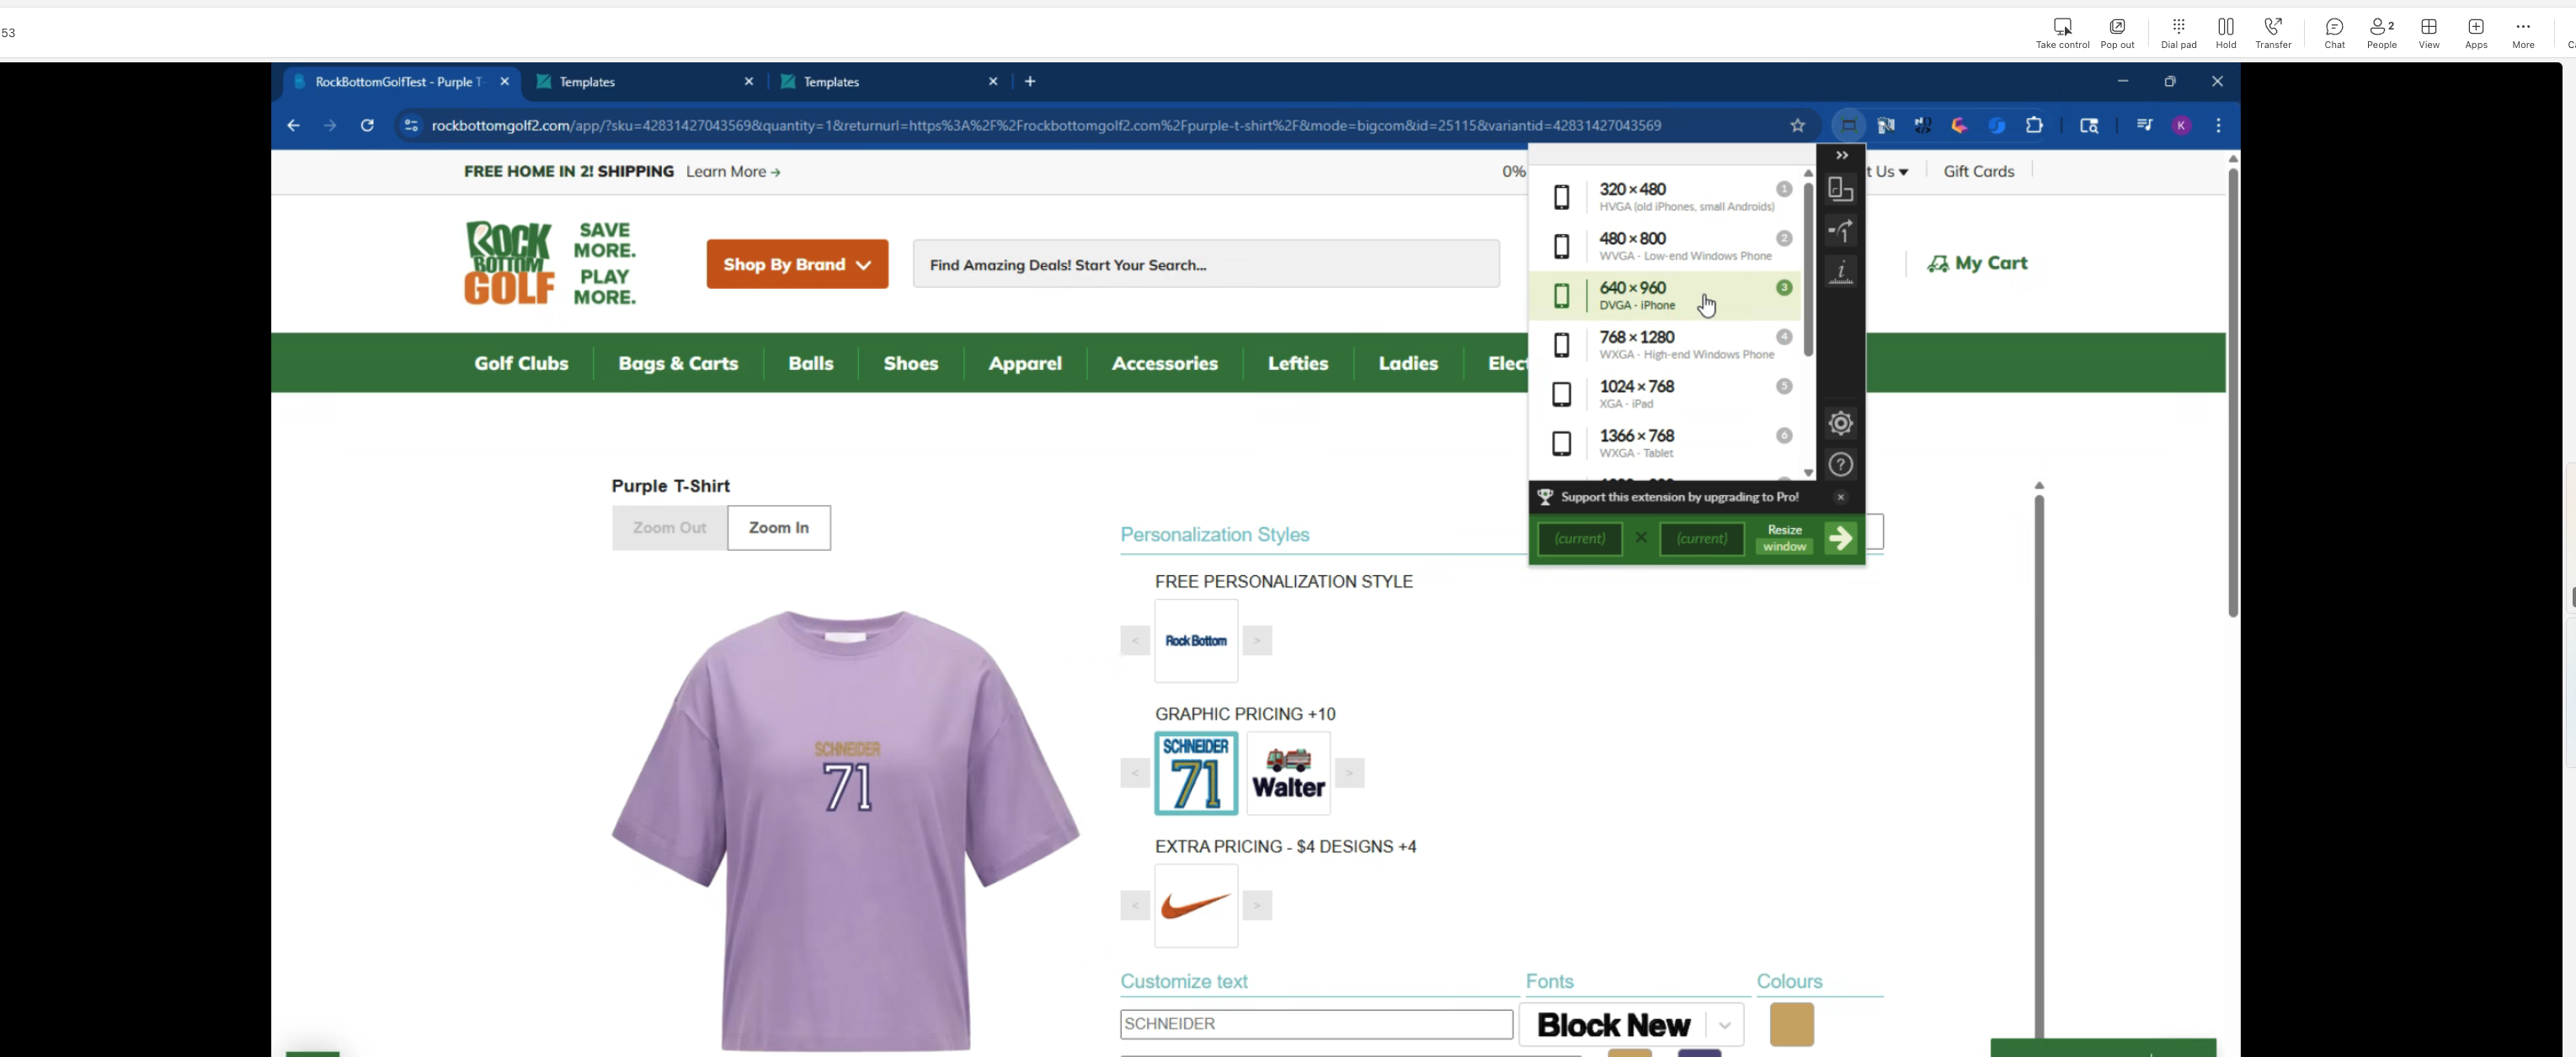 53
Take control
Pop out
Dial pad
Hold
Transfer
Chat
2
People
View
Apps
More
RockBottomGolfTest - Purple T
Templates
Templates
rockbottomgolf2.com/app/?sku=42831427043569&quantity=1&returnurl=https%3A%2F%2Frockbottomgolf2.com%2Fpurple-t-shirt%2F&mode=bigcom&id=25115&variantid=42831427043569
K
FREE HOME IN 2! SHIPPING Learn More →
0%
t Us
Gift Cards
ROCK BOTTOM GOLF
SAVE
MORE.
PLAY
MORE.
Shop By Brand
Find Amazing Deals! Start Your Search...
My Cart
Golf Clubs
Bags & Carts
Balls
Shoes
Apparel
Accessories
Lefties
Ladies
Elect
320 × 480
1
HVGA (old iPhones, small Androids)
480 × 800
2
WVGA - Low-end Windows Phone
640 × 960
3
DVGA - iPhone
768 × 1280
4
WXGA - High-end Windows Phone
1024 × 768
5
XGA - iPad
1366 × 768
6
WXGA - Tablet
Support this extension by upgrading to Pro!
(current) × (current)
Resize
window
Purple T-Shirt
Zoom Out
Zoom In
SCHNEIDER
71
Personalization Styles
FREE PERSONALIZATION STYLE
<
Rock Bottom
>
GRAPHIC PRICING +10
<
SCHNEIDER
71
Walter
>
EXTRA PRICING - $4 DESIGNS +4
<
>
Customize text
Fonts
Colours
SCHNEIDER
Block New